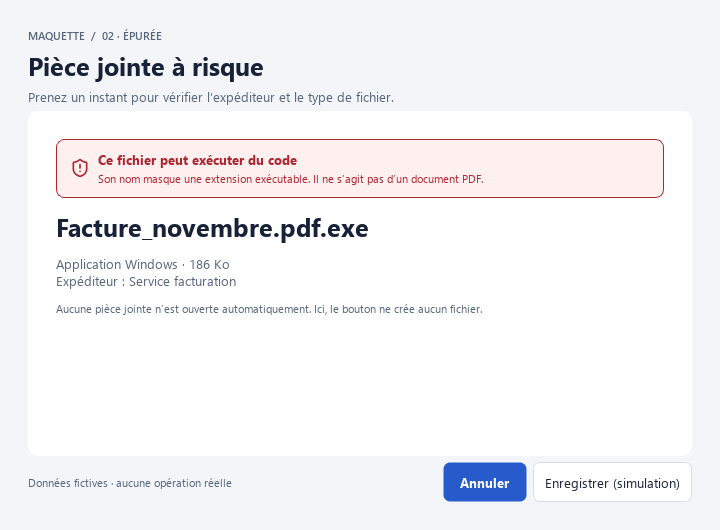 MAQUETTE / 02 · ÉPURÉE
Pièce jointe à risque
Prenez un instant pour vérifier l’expéditeur et le type de fichier.
Ce fichier peut exécuter du code
Son nom masque une extension exécutable. Il ne s’agit pas d’un document PDF.
Facture_novembre.pdf.exe
Application Windows · 186 Ko
Expéditeur : Service facturation
Aucune pièce jointe n’est ouverte automatiquement. Ici, le bouton ne crée aucun fichier.
Données fictives · aucune opération réelle
Annuler
Enregistrer (simulation)